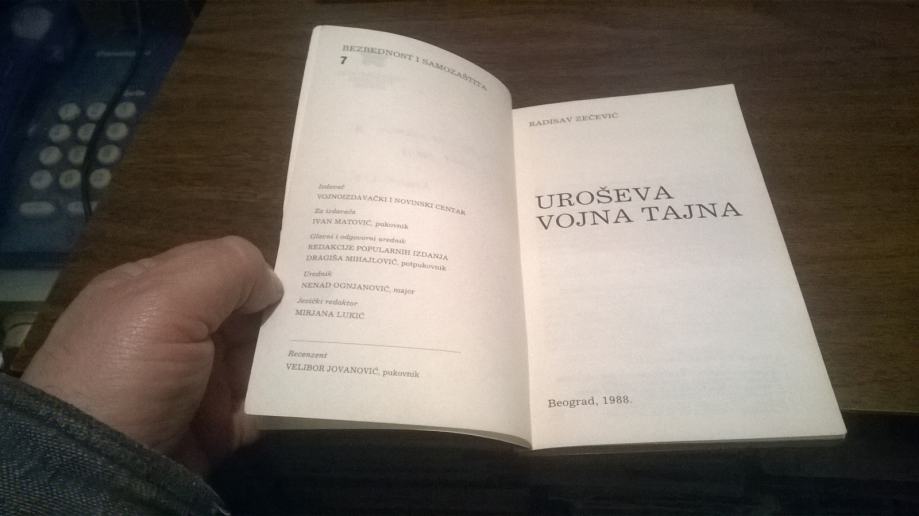 BEZBEDNOST I SAMOZAŠTITA
7
Izdavač
VOJNOIZDAVAČKI I NOVINSKI CENTAR
Za izdavača
IVAN MATOVIĆ, pukovnik
Glavni i odgovorni urednik
REDAKCIJE POPULARNIH IZDANJA
DRAGIŠA MIHAJLOVIĆ, potpukovnik
Urednik
NENAD OGNJANOVIĆ, major
Jezički redaktor
MIRJANA LUKIĆ
Recenzent
VELIBOR JOVANOVIĆ, pukovnik
RADISAV ZEČEVIĆ
UROŠEVA
VOJNA TAJNA
Beograd, 1988.